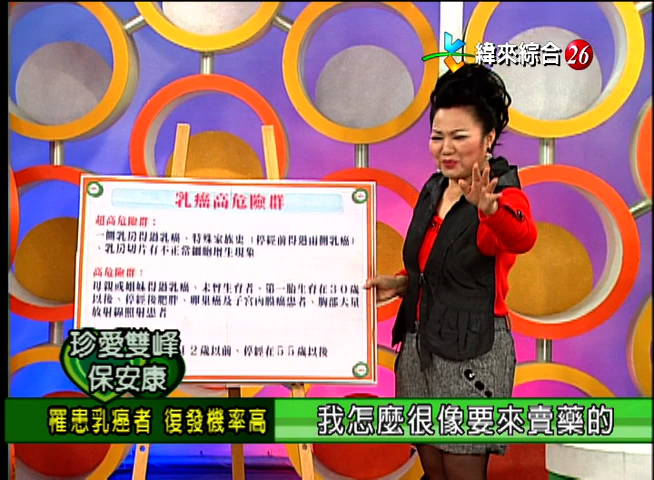 緯來綜合26
乳癌高危險群
超高危險群：
一側乳房得過乳癌、特殊家族史（停經前得過兩側乳癌）
、乳房切片有不正常細胞增生現象
高危險群：
母親或姐妹得過乳癌、未曾生育者、第一胎生育在30歲
以後、停經後肥胖、卵巢癌及子宮內膜癌患者、胸部大量
放射線照射患者
12歲以前、停經在55歲以後
珍愛雙峰
保安康
罹患乳癌者 復發機率高
我怎麼很像要來賣藥的